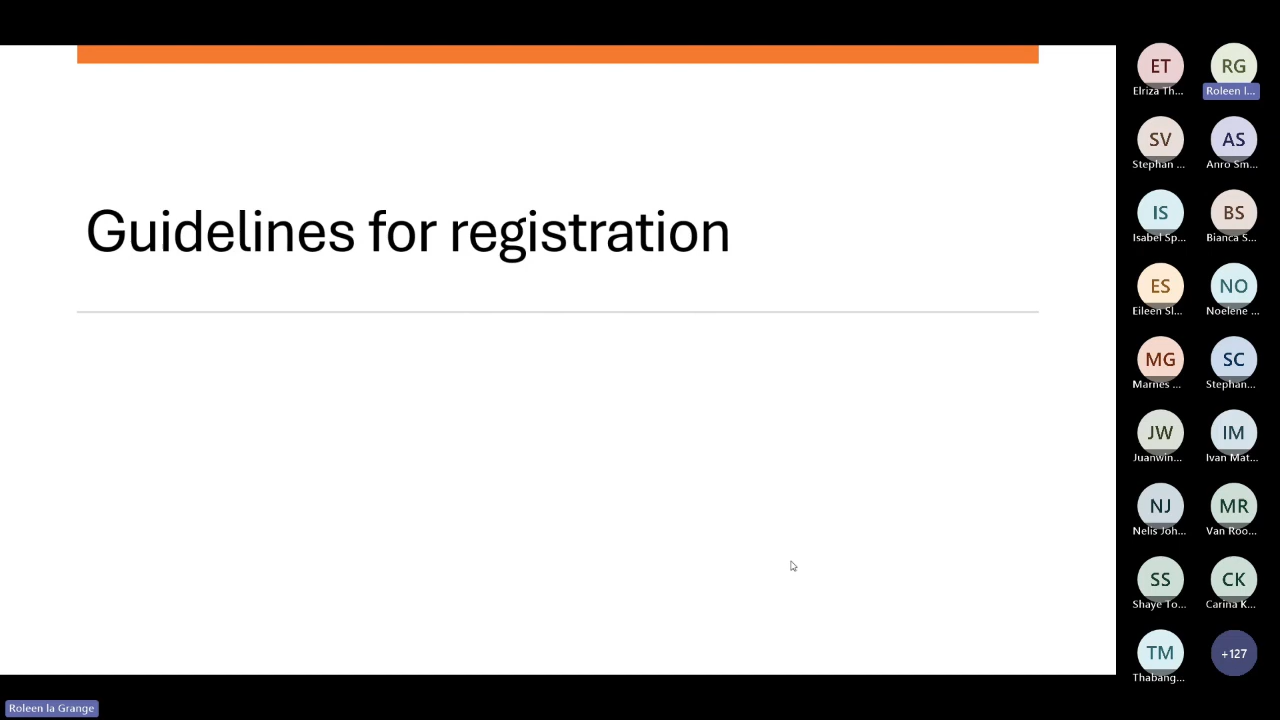 Guidelines for registration
ET
Elriza Th...
RG
Roleen l...
SV
Stephan ...
AS
Anro Sm...
IS
Isabel Sp...
BS
Bianca S...
ES
Eileen Sl...
NO
Noelene ...
MG
Marnes ...
SC
Stephan...
JW
Juanwin...
IM
Ivan Mat...
NJ
Nelis Joh...
MR
Van Roo...
SS
Shaye To...
CK
Carina K...
TM
Thabang...
+127
Roleen la Grange